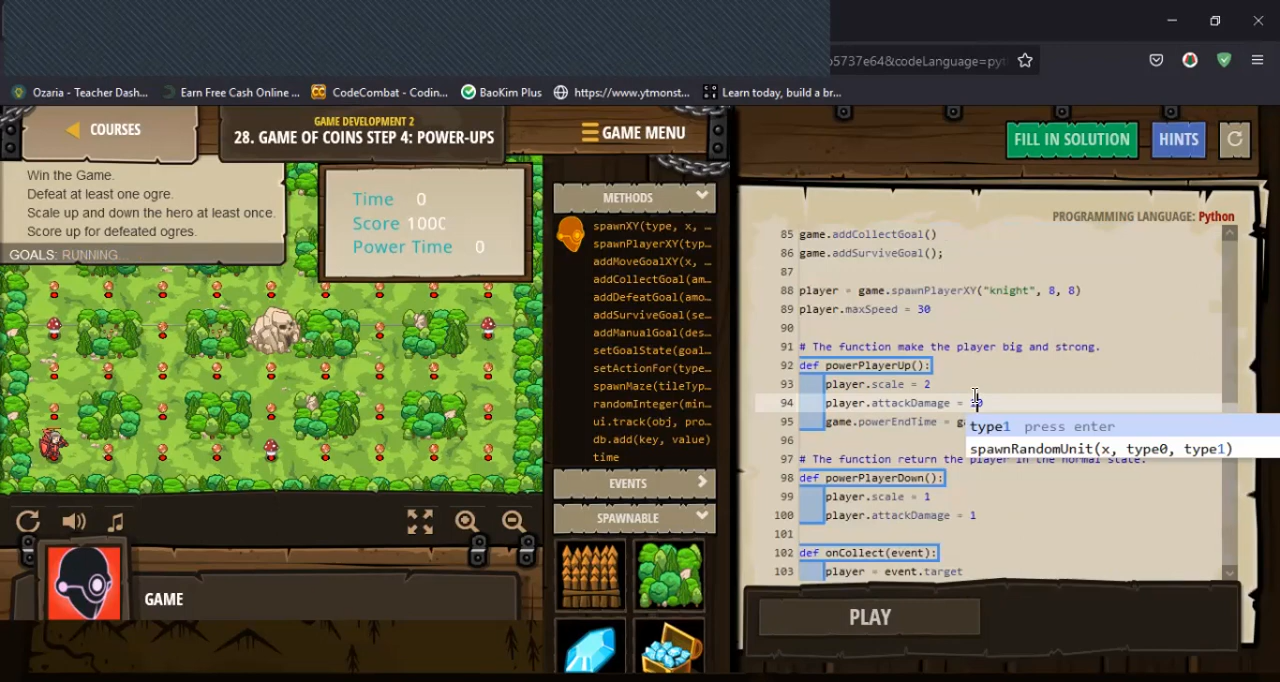 b5737e64&codeLanguage=pyt
Ozaria - Teacher Dash...
Earn Free Cash Online ...
CodeCombat - Codin...
BaoKim Plus
https://www.ytmonst...
Learn today, build a br...
COURSES
GAME DEVELOPMENT 2
28. GAME OF COINS STEP 4: POWER-UPS
GAME MENU
FILL IN SOLUTION
HINTS
Win the Game.
Defeat at least one ogre.
Scale up and down the hero at least once.
Score up for defeated ogres.
GOALS: RUNNING...
Time 0
Score 1000
Power Time 0
METHODS
spawnXY(type, x, …
spawnPlayerXY(typ…
addMoveGoalXY(x, …
addCollectGoal(am…
addDefeatGoal(amo…
addSurviveGoal(se…
addManualGoal(des…
setGoalState(goal…
setActionFor(type…
spawnMaze(tileTyp…
randomInteger(min…
ui.track(obj, pro…
db.add(key, value)
time
EVENTS
SPAWNABLE
PROGRAMMING LANGUAGE: Python
85 game.addCollectGoal()
86 game.addSurviveGoal();
87
88 player = game.spawnPlayerXY("knight", 8, 8)
89 player.maxSpeed = 30
90
91 # The function make the player big and strong.
92 def powerPlayerUp():
93 player.scale = 2
94 player.attackDamage =
95 game.powerEndTime = g
type1 press enter
spawnRandomUnit(x, type0, type1)
96
97 # The function return the player in the normal state.
98 def powerPlayerDown():
99 player.scale = 1
100 player.attackDamage = 1
101
102 def onCollect(event):
103 player = event.target
PLAY
GAME